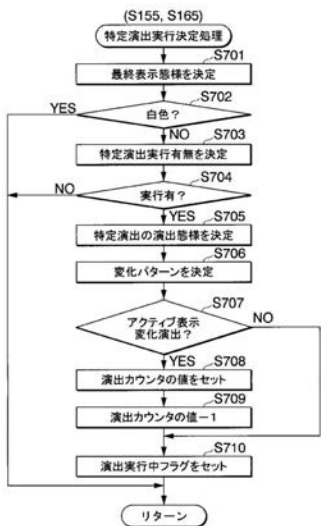 (S155, S165)
特定演出実行決定処理
S701
最終表示態様を決定
S702
YES
白色？
NO
S703
特定演出実行有無を決定
S704
NO
実行有？
YES
S705
特定演出の演出態様を決定
S706
変化パターンを決定
S707
アクティブ表示
変化演出？
NO
YES
S708
演出カウンタの値をセット
S709
演出カウンタの値－1
S710
演出実行中フラグをセット
リターン